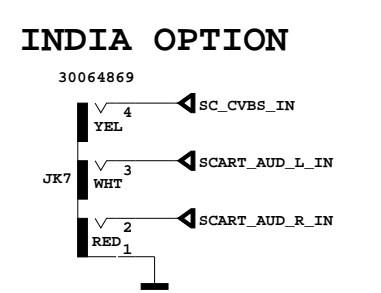 INDIA OPTION
30064869
4 SC_CVBS_IN
YEL
3 SCART_AUD_L_IN
JK7 WHT
2 SCART_AUD_R_IN
RED
1